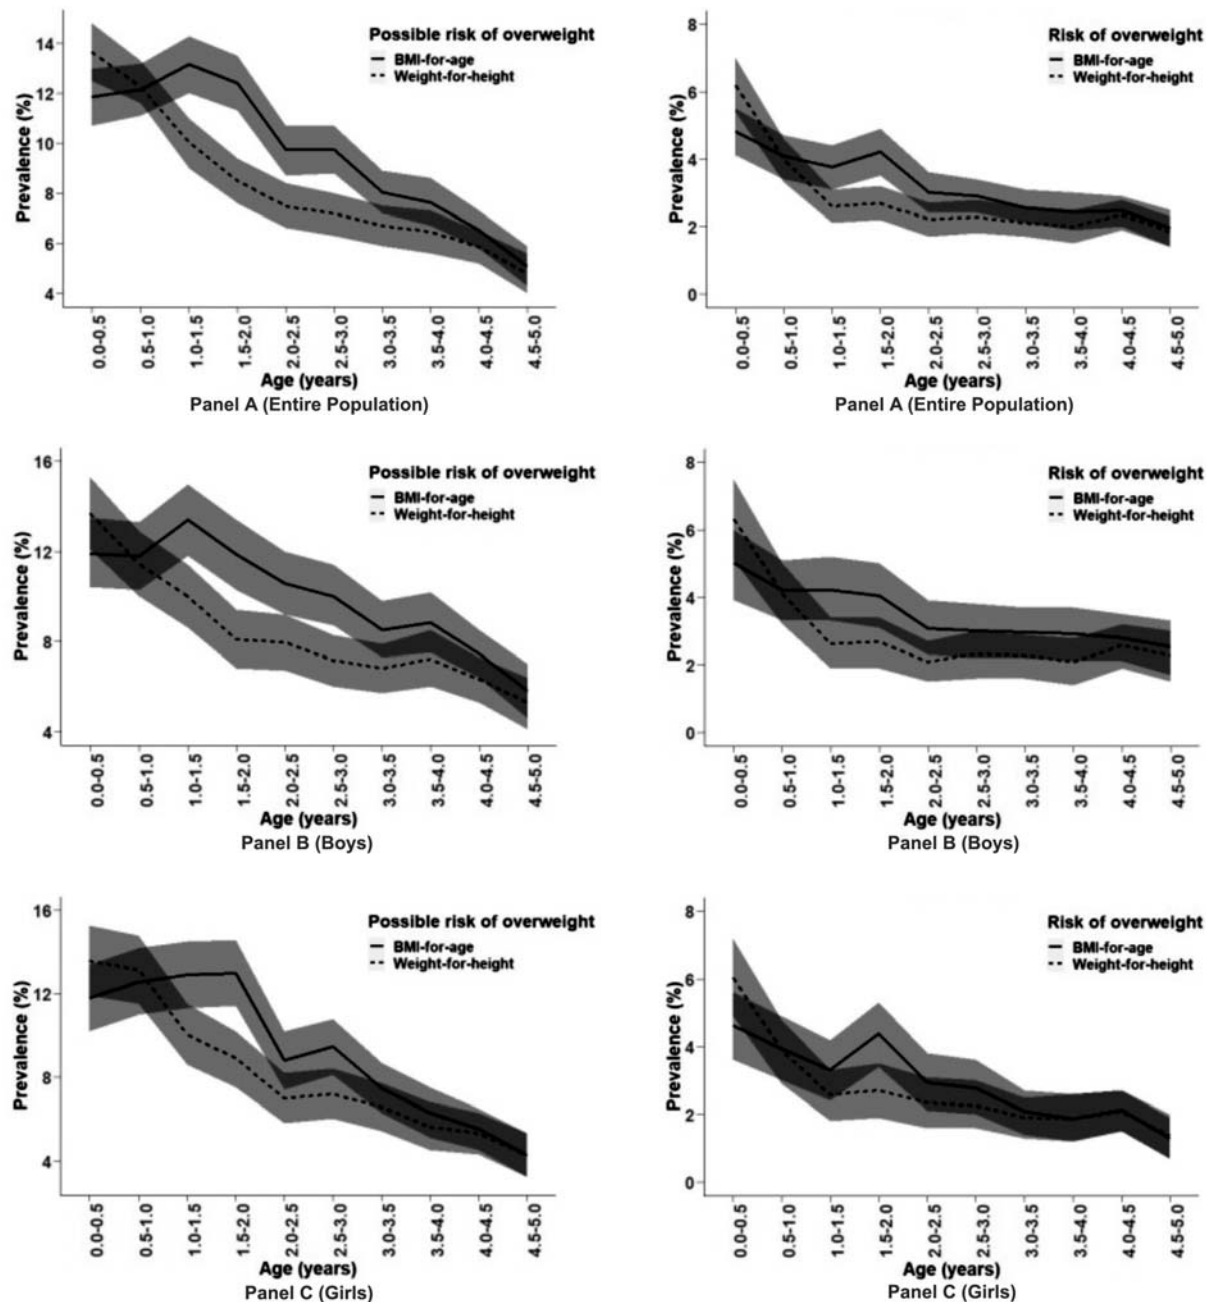 Possible risk of overweight
BMI-for-age
Weight-for-height
Prevalence (%)
14
12
10
8
6
4
0.0-0.5
0.5-1.0
1.0-1.5
1.5-2.0
2.0-2.5
2.5-3.0
3.0-3.5
3.5-4.0
4.0-4.5
4.5-5.0
Age (years)
Panel A (Entire Population)
Risk of overweight
BMI-for-age
Weight-for-height
Prevalence (%)
8
6
4
2
0
0.0-0.5
0.5-1.0
1.0-1.5
1.5-2.0
2.0-2.5
2.5-3.0
3.0-3.5
3.5-4.0
4.0-4.5
4.5-5.0
Age (years)
Panel A (Entire Population)
Possible risk of overweight
BMI-for-age
Weight-for-height
Prevalence (%)
16
12
8
4
0.0-0.5
0.5-1.0
1.0-1.5
1.5-2.0
2.0-2.5
2.5-3.0
3.0-3.5
3.5-4.0
4.0-4.5
4.5-5.0
Age (years)
Panel B (Boys)
Risk of overweight
BMI-for-age
Weight-for-height
Prevalence (%)
8
6
4
2
0
0.0-0.5
0.5-1.0
1.0-1.5
1.5-2.0
2.0-2.5
2.5-3.0
3.0-3.5
3.5-4.0
4.0-4.5
4.5-5.0
Age (years)
Panel B (Boys)
Possible risk of overweight
BMI-for-age
Weight-for-height
Prevalence (%)
16
12
8
4
0.0-0.5
0.5-1.0
1.0-1.5
1.5-2.0
2.0-2.5
2.5-3.0
3.0-3.5
3.5-4.0
4.0-4.5
4.5-5.0
Age (years)
Panel C (Girls)
Risk of overweight
BMI-for-age
Weight-for-height
Prevalence (%)
8
6
4
2
0
0.0-0.5
0.5-1.0
1.0-1.5
1.5-2.0
2.0-2.5
2.5-3.0
3.0-3.5
3.5-4.0
4.0-4.5
4.5-5.0
Age (years)
Panel C (Girls)